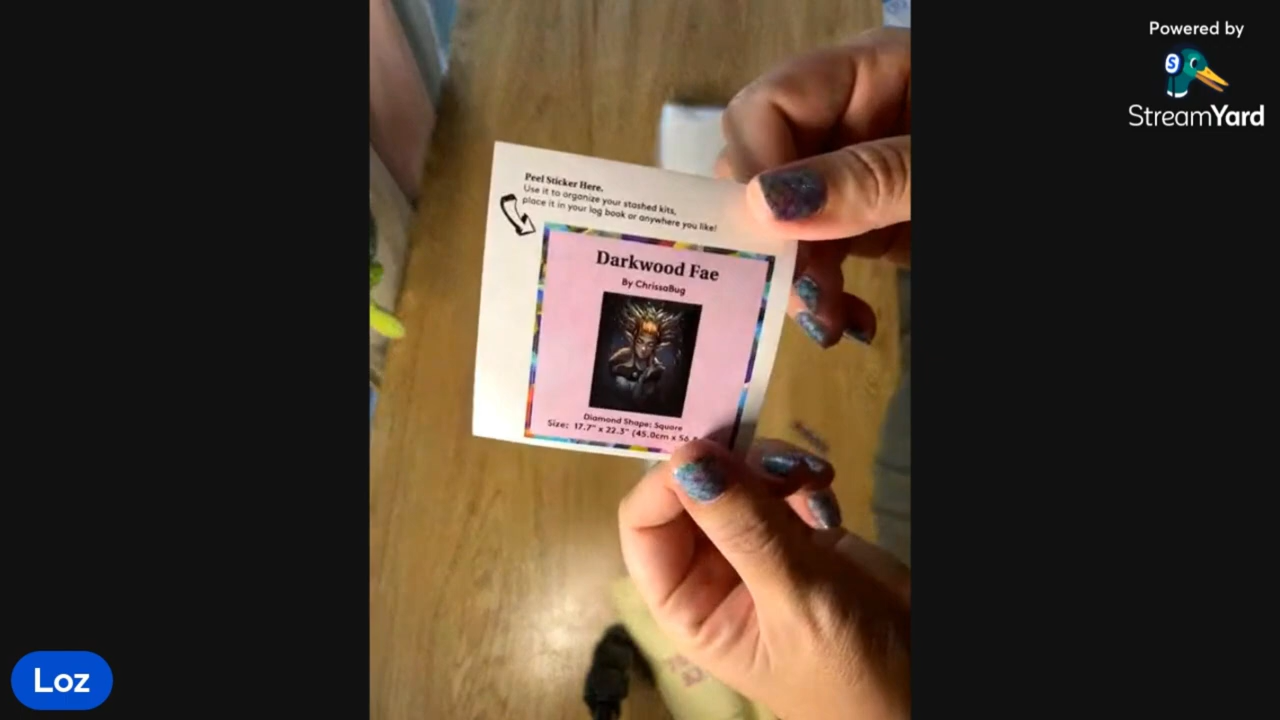 Powered by
StreamYard
Peel Sticker Here.
Use it to organize your stashed kits,
place it in your log book or anywhere you like!
Darkwood Fae
By ChrissaBug
Diamond Shape: Square
Size: 17.7" x 22.3" (45.0cm x 56.
Loz